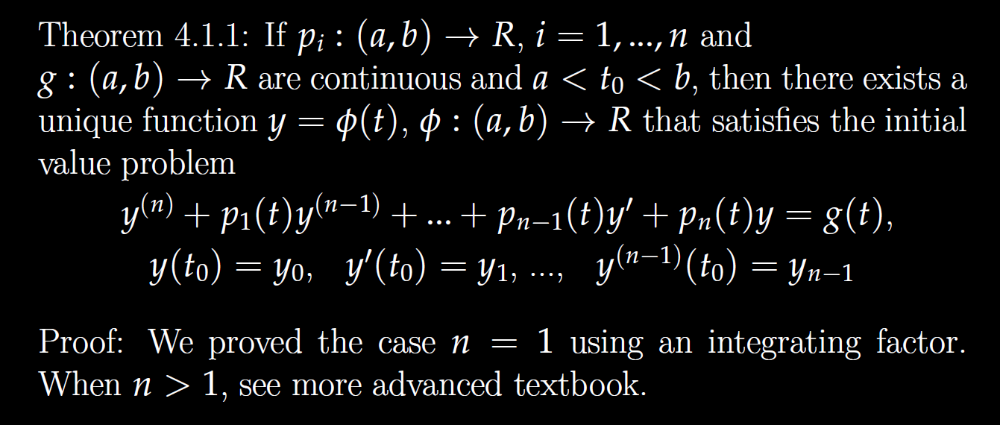 Theorem 4.1.1: If $p_i : (a, b) \to R$, $i = 1, ..., n$ and
$g : (a, b) \to R$ are continuous and $a < t_0 < b$, then there exists a
unique function $y = \phi(t)$, $\phi : (a, b) \to R$ that satisfies the initial
value problem
$y^{(n)} + p_1(t)y^{(n-1)} + ... + p_{n-1}(t)y' + p_n(t)y = g(t),$
$y(t_0) = y_0, \quad y'(t_0) = y_1, ..., \quad y^{(n-1)}(t_0) = y_{n-1}$
Proof: We proved the case $n = 1$ using an integrating factor.
When $n > 1$, see more advanced textbook.